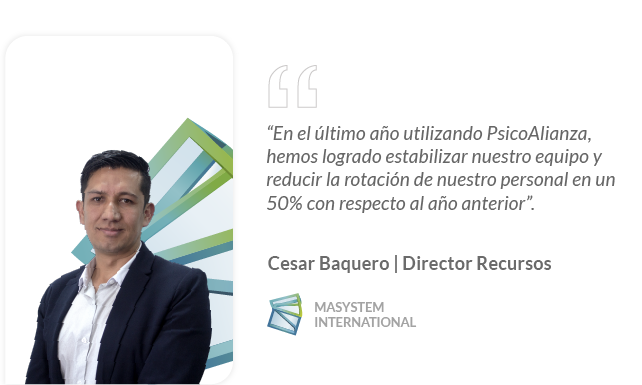 “En el último año utilizando PsicoAlianza,
hemos logrado estabilizar nuestro equipo y
reducir la rotación de nuestro personal en un
50% con respecto al año anterior”.
Cesar Baquero | Director Recursos
MASYSTEM
INTERNATIONAL